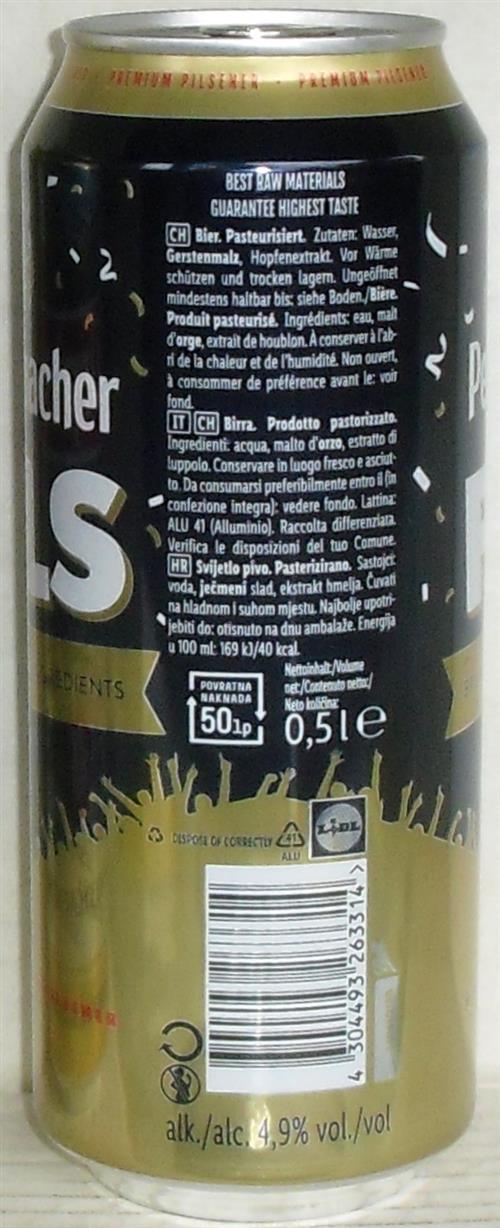 PREMIUM PILSENER - PREMIUM PILSENER
BEST RAW MATERIALS
GUARANTEE HIGHEST TASTE
CH Bier. Pasteurisiert. Zutaten: Wasser,
Gerstenmalz, Hopfenextrakt. Vor Wärme
schützen und trocken lagern. Ungeöffnet
mindestens haltbar bis: siehe Boden./Bière.
Produit pasteurisé. Ingrédients: eau, malt
d'orge, extrait de houblon. À conserver à l'ab-
ri de la chaleur et de l'humidité. Non ouvert,
à consommer de préférence avant le: voir
fond.
IT CH Birra. Prodotto pastorizzato.
Ingredienti: acqua, malto d'orzo, estratto di
luppolo. Conservare in luogo fresco e asciut-
to. Da consumarsi preferibilmente entro il (in
confezione integra): vedere fondo. Lattina:
ALU 41 (Alluminio). Raccolta differenziata.
Verifica le disposizioni del tuo Comune.
HR Svijetlo pivo. Pasterizirano. Sastojci:
voda, ječmeni slad, ekstrakt hmelja. Čuvati
na hladnom i suhom mjestu. Najbolje upotri-
jebiti do: otisnuto na dnu ambalaže. Energija
u 100 ml: 169 kJ/40 kcal.
acher
LS
EDIENTS
POVRATNA
NAKNADA
50lp
Nettoinhalt:/Volume
net:/Contenuto netto:/
Neto količina:
0,5 l e
DISPOSE OF CORRECTLY
41
ALU
LIDL
4 304493 263314 >
alk./alc. 4,9% vol./vol